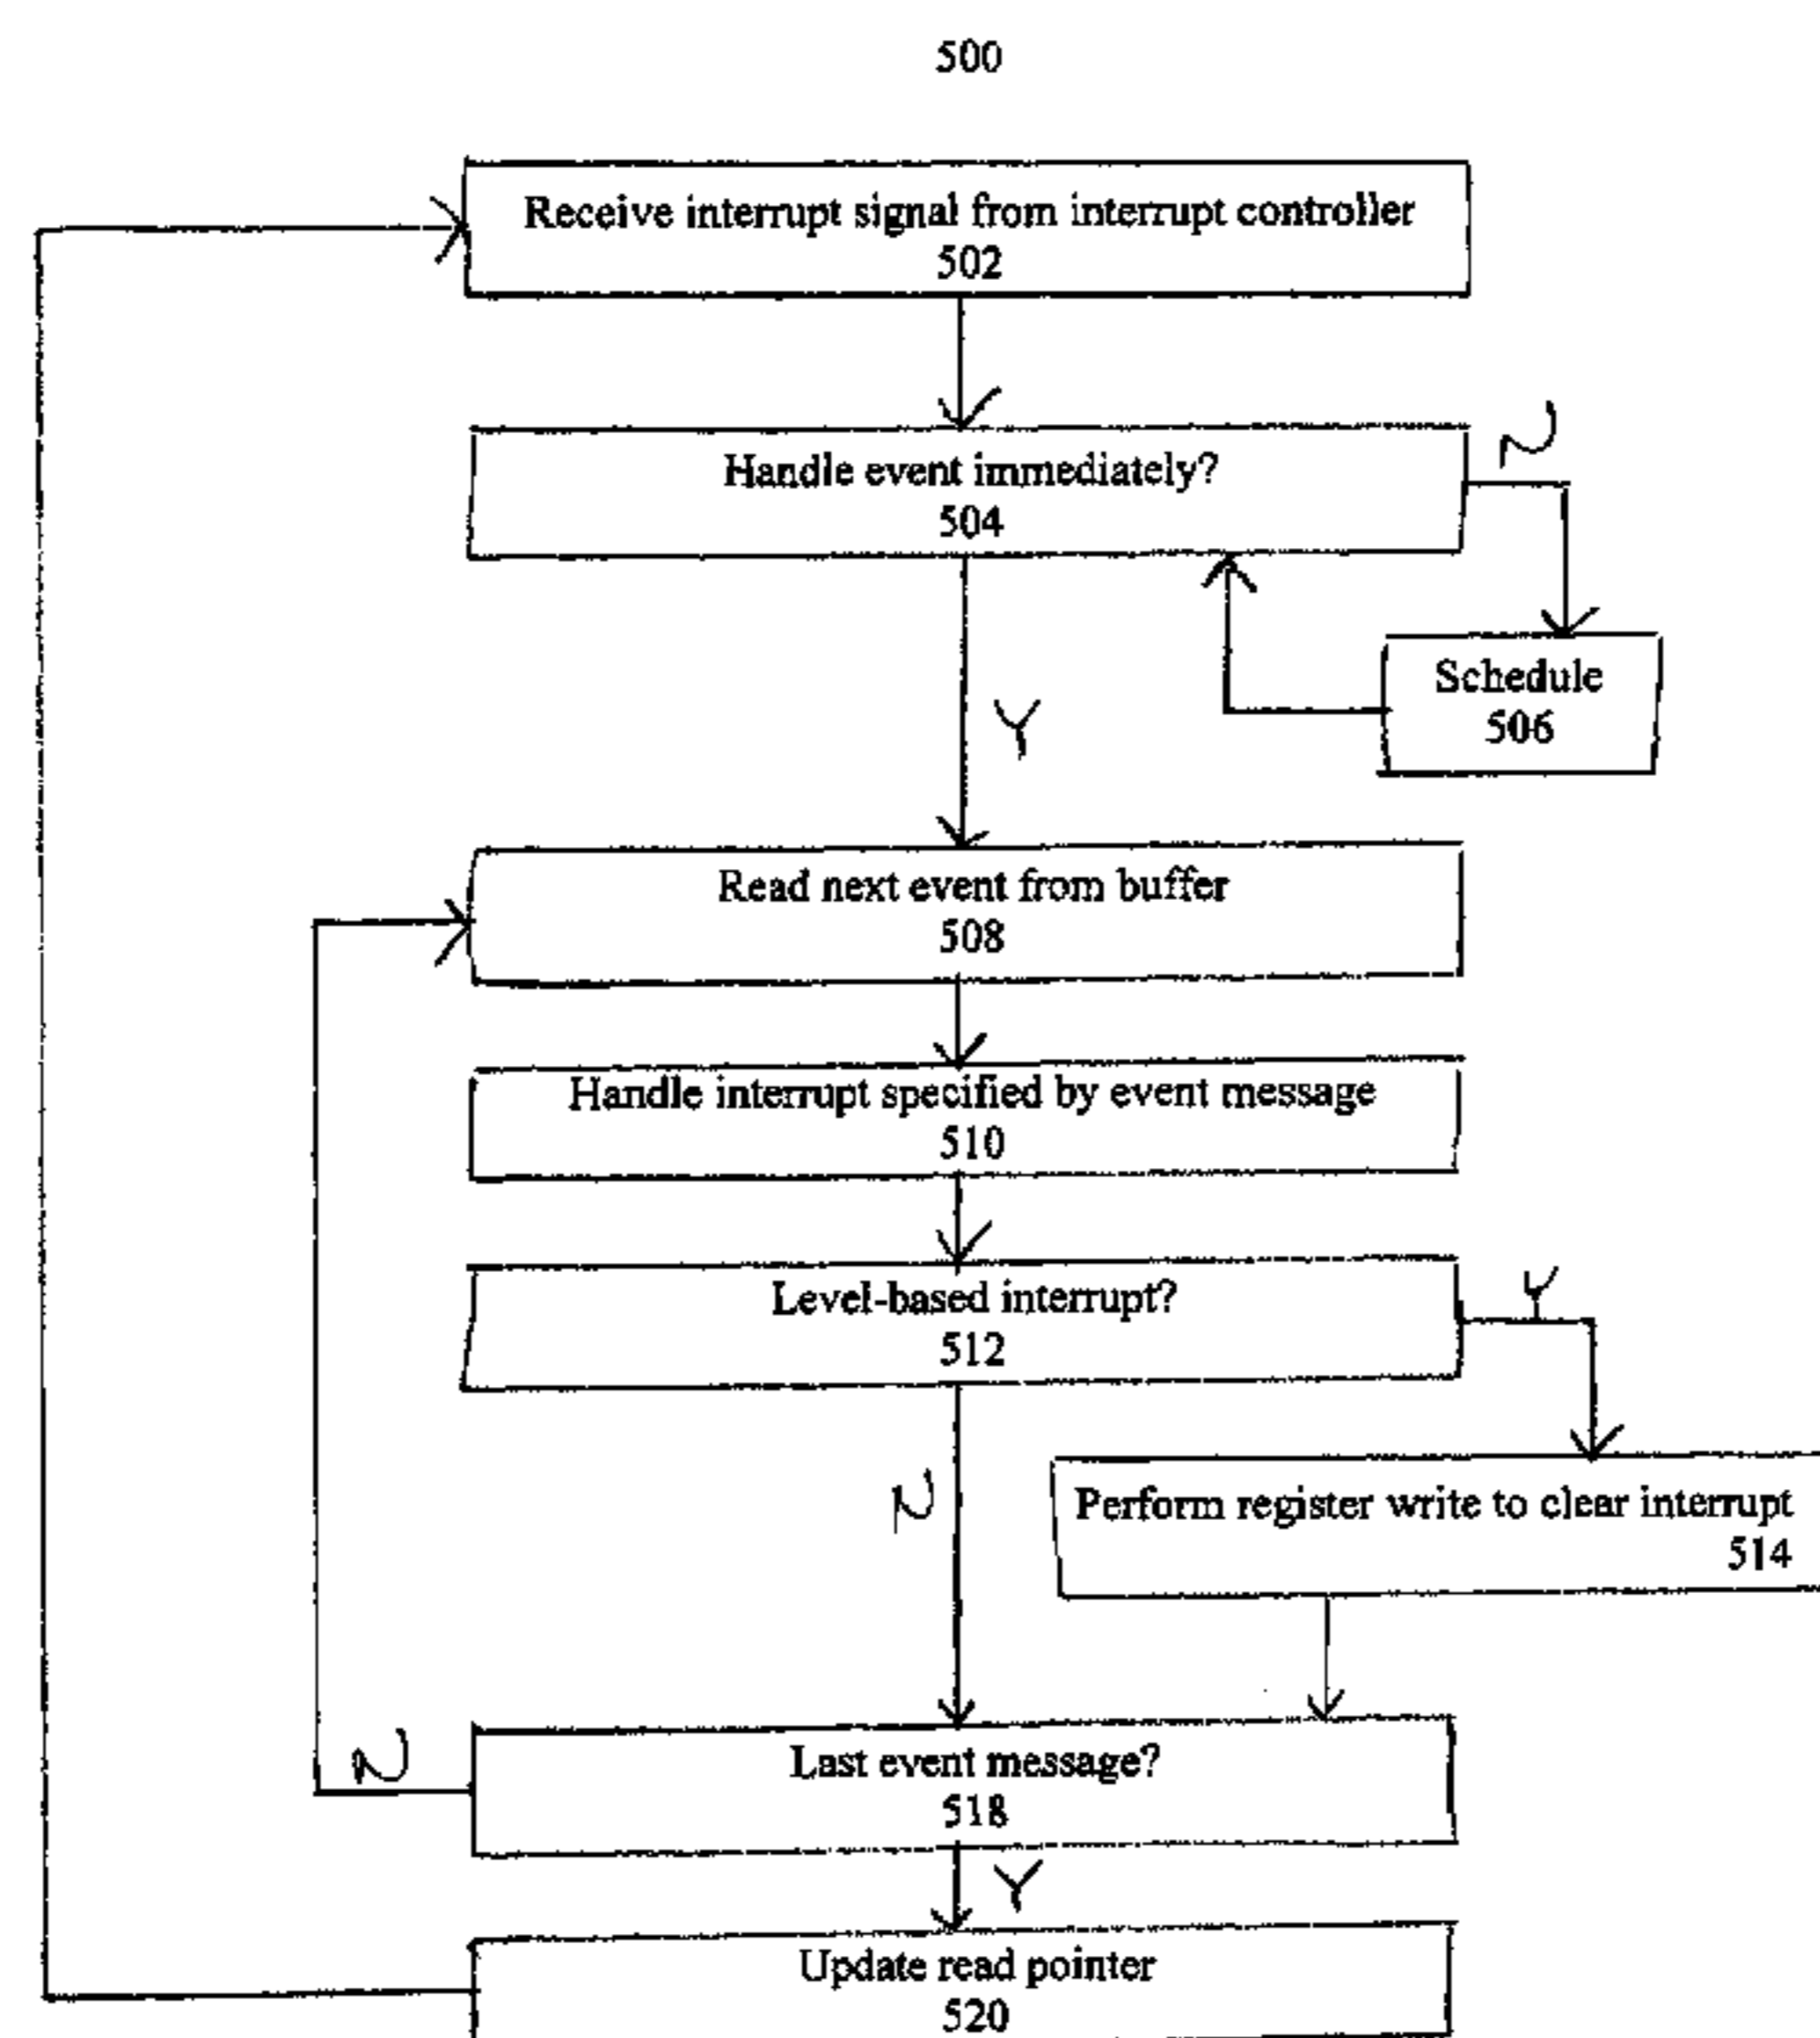 500
Receive interrupt signal from interrupt controller
502
Handle event immediately?
504
N
Schedule
506
Y
Read next event from buffer
508
Handle interrupt specified by event message
510
Level-based interrupt?
512
Y
N
Perform register write to clear interrupt
514
Last event message?
518
N
Y
Update read pointer
520